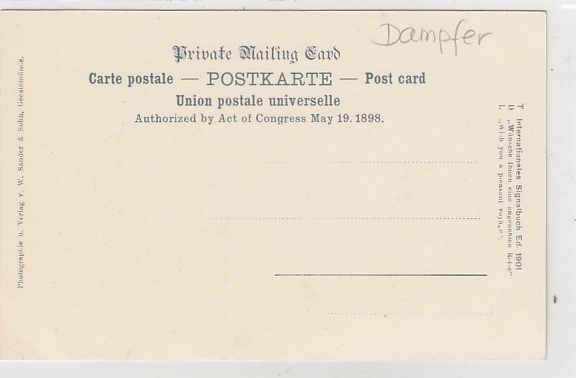 Dampfer
Private Mailing Card
Carte postale — POSTKARTE — Post card
Union postale universelle
Authorized by Act of Congress May 19. 1898.
Photographie u. Verlag v. W. Sander & Sohn, Geestemünde.
T Internationales Signalbuch Ed. 1901
D „Wünsche Ihnen eine angenehme Reise“
L „Wish you a pleasant voyage“.